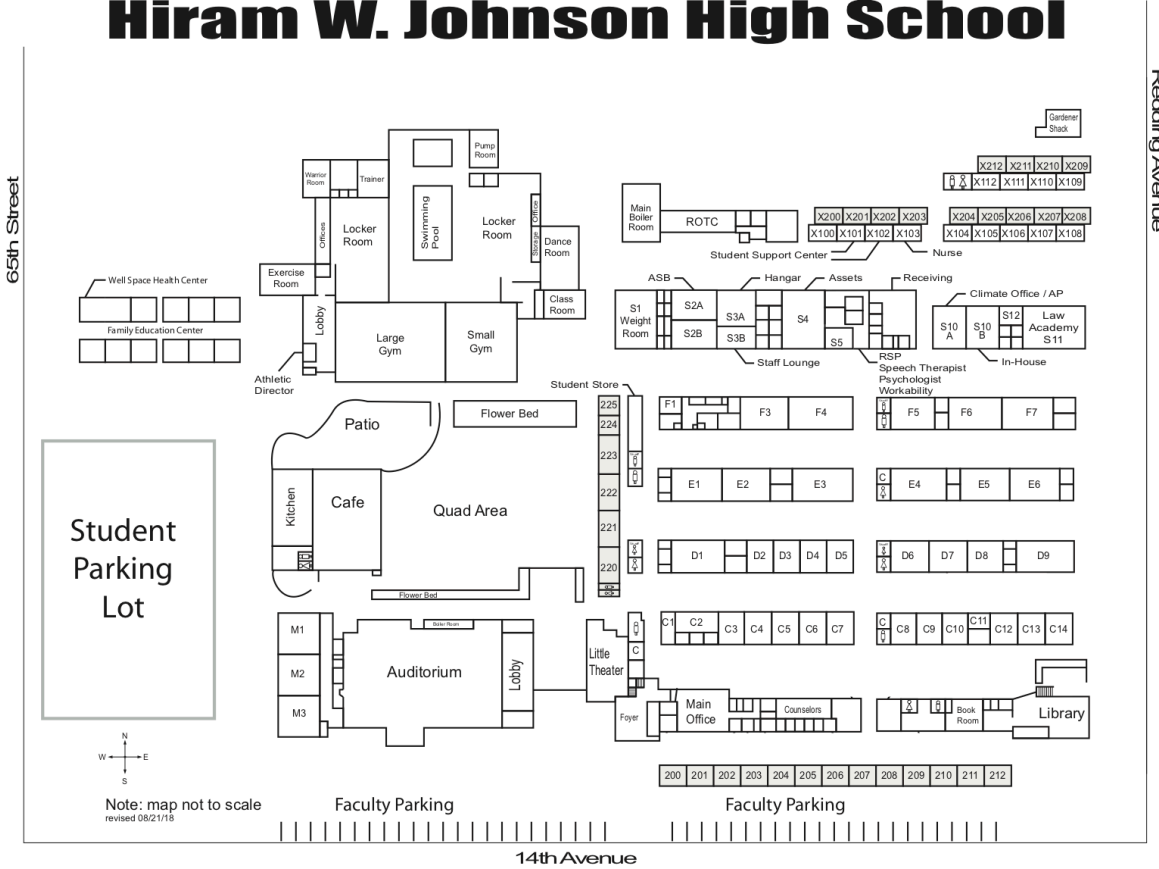 Hiram W. Johnson High School
65th Street
Reading Avenue
Gardener
Shack
Pump
Room
Warrior
Room
Trainer
X212 X211 X210 X209
X112 X111 X110 X109
Swimming
Pool
Offices
Locker
Room
Locker
Room
Office
Storage
Dance
Room
Main
Boiler
Room
ROTC
X200 X201 X202 X203
X100 X101 X102 X103
X204 X205 X206 X207 X208
X104 X105 X106 X107 X108
Student Support Center
Nurse
Exercise
Room
Class
Room
Well Space Health Center
Family Education Center
Lobby
Large
Gym
Small
Gym
Athletic
Director
ASB
Hangar
Assets
Receiving
S1
Weight
Room
S2A
S2B
S3A
S3B
S4
S5
Staff Lounge
RSP
Speech Therapist
Psychologist
Workability
Climate Office / AP
S10
A
S10
B
S12
Law
Academy
S11
In-House
Student Store
Patio
Flower Bed
225
224
223
222
221
220
F1 F3 F4
F5 F6 F7
E1 E2 E3
C E4 E5 E6
D1 D2 D3 D4 D5
D6 D7 D8 D9
C1 C2 C3 C4 C5 C6 C7
C C8 C9 C10 C11 C12 C13 C14
Kitchen
Cafe
Quad Area
Flower Bed
Student
Parking
Lot
M1
M2
M3
Boiler Room
Auditorium
Lobby
Little
Theater
C
Foyer
Main
Office
Counselors
Book
Room
Library
200 201 202 203 204 205 206 207 208 209 210 211 212
N
W E
S
Note: map not to scale
revised 08/21/18
Faculty Parking
Faculty Parking
14th Avenue